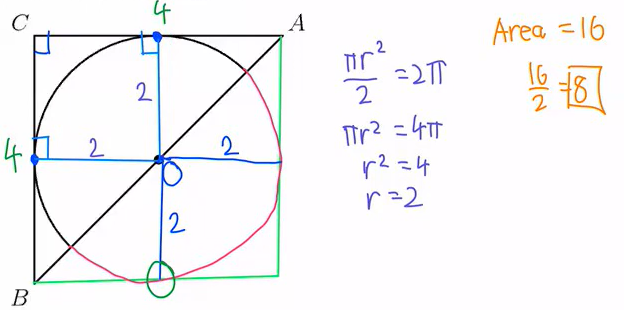 4
C
A
2
4
2
2
O
2
B
πr²/2 = 2π
πr² = 4π
r² = 4
r = 2
Area = 16
16/2 = 8